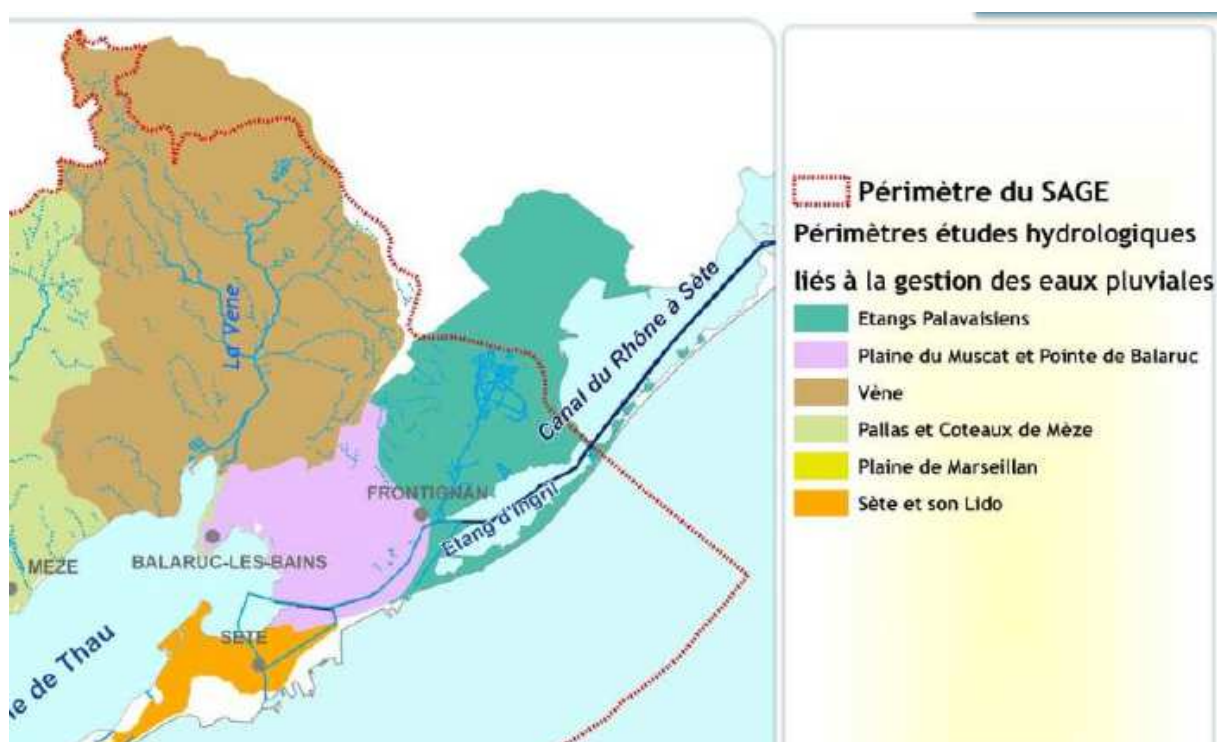 La Vène
Canal du Rhône à Sète
FRONTIGNAN
Etang d'Ingril
BALARUC-LES-BAINS
MEZE
SETE
de Thau
Périmètre du SAGE
Périmètres études hydrologiques
liés à la gestion des eaux pluviales
Etangs Palavaisiens
Plaine du Muscat et Pointe de Balaruc
Vène
Pallas et Coteaux de Mèze
Plaine de Marseillan
Sète et son Lido